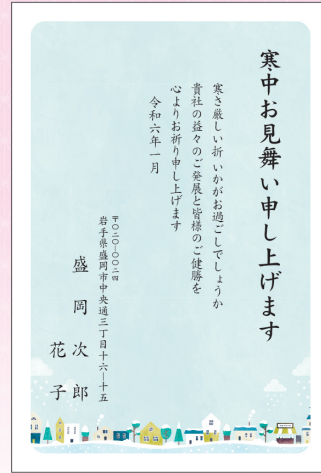 寒中お見舞い申し上げます
寒さ厳しい折 いかがお過ごしでしょうか
貴社の益々のご発展と皆様のご健勝を
心よりお祈り申し上げます
令和六年一月
〒〇二〇-〇〇二四
岩手県盛岡市中央通三丁目十六―十五
盛岡次郎
花子